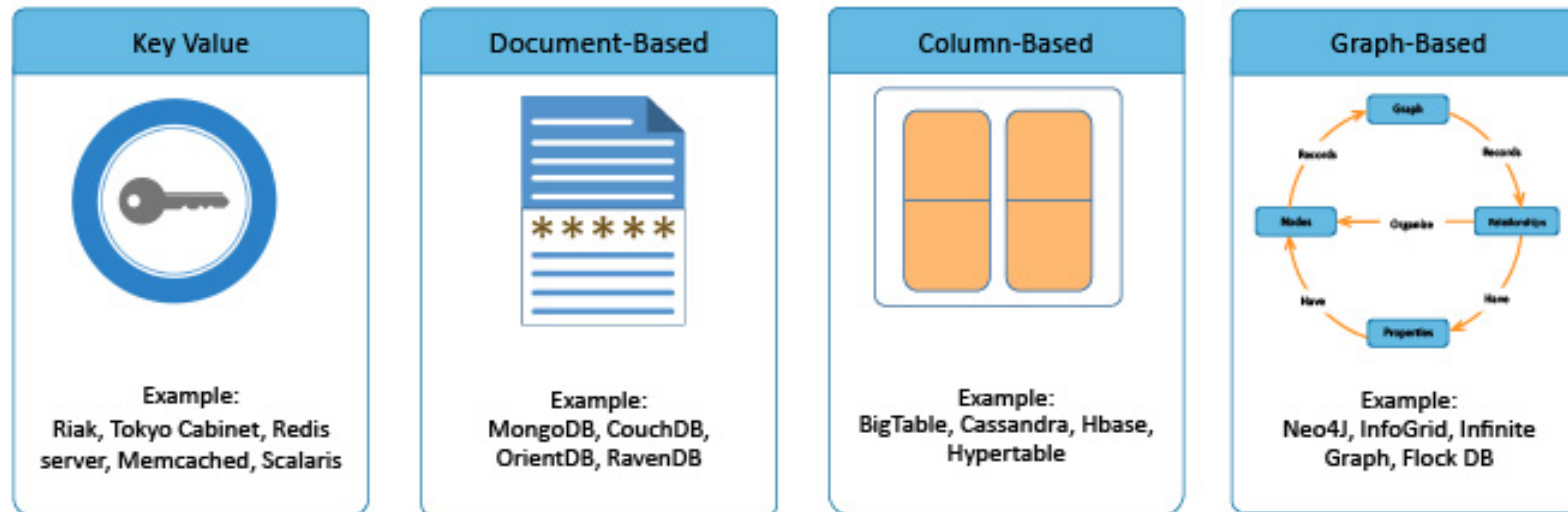 Key Value
Example:
Riak, Tokyo Cabinet, Redis
server, Memcached, Scalaris
Document-Based
*****
Example:
MongoDB, CouchDB,
OrientDB, RavenDB
Column-Based
Example:
BigTable, Cassandra, Hbase,
Hypertable
Graph-Based
Graph
Records
Records
Nodes
Organize
Relationships
Have
Have
Properties
Example:
Neo4J, InfoGrid, Infinite
Graph, Flock DB